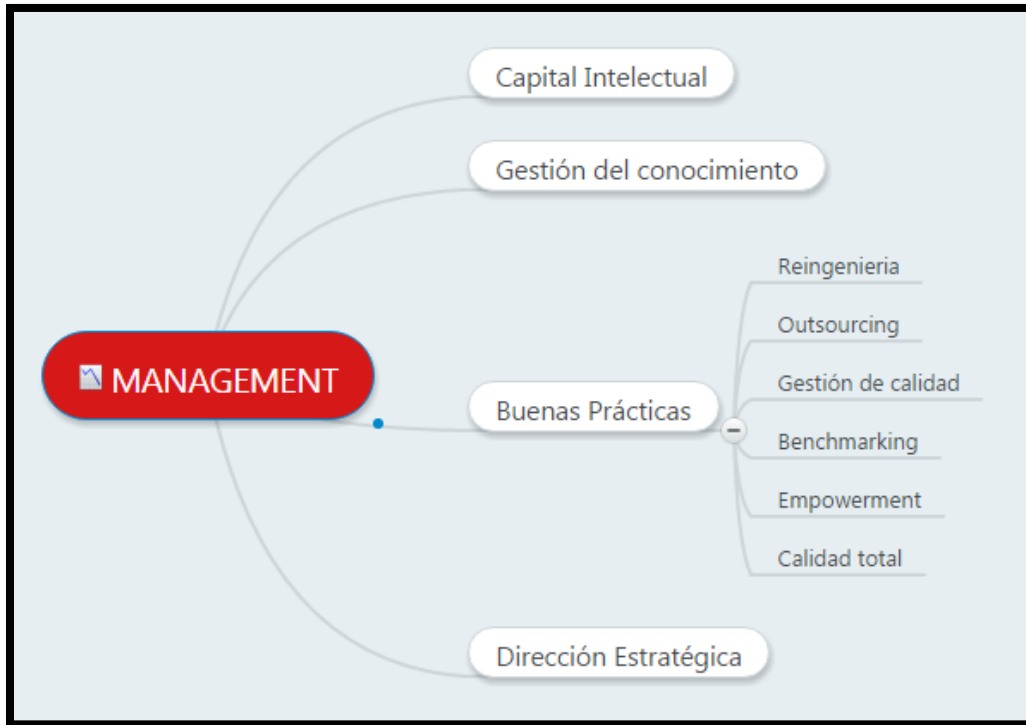 Capital Intelectual
Gestión del conocimiento
MANAGEMENT
Buenas Prácticas
Reingenieria
Outsourcing
Gestión de calidad
Benchmarking
Empowerment
Calidad total
Dirección Estratégica